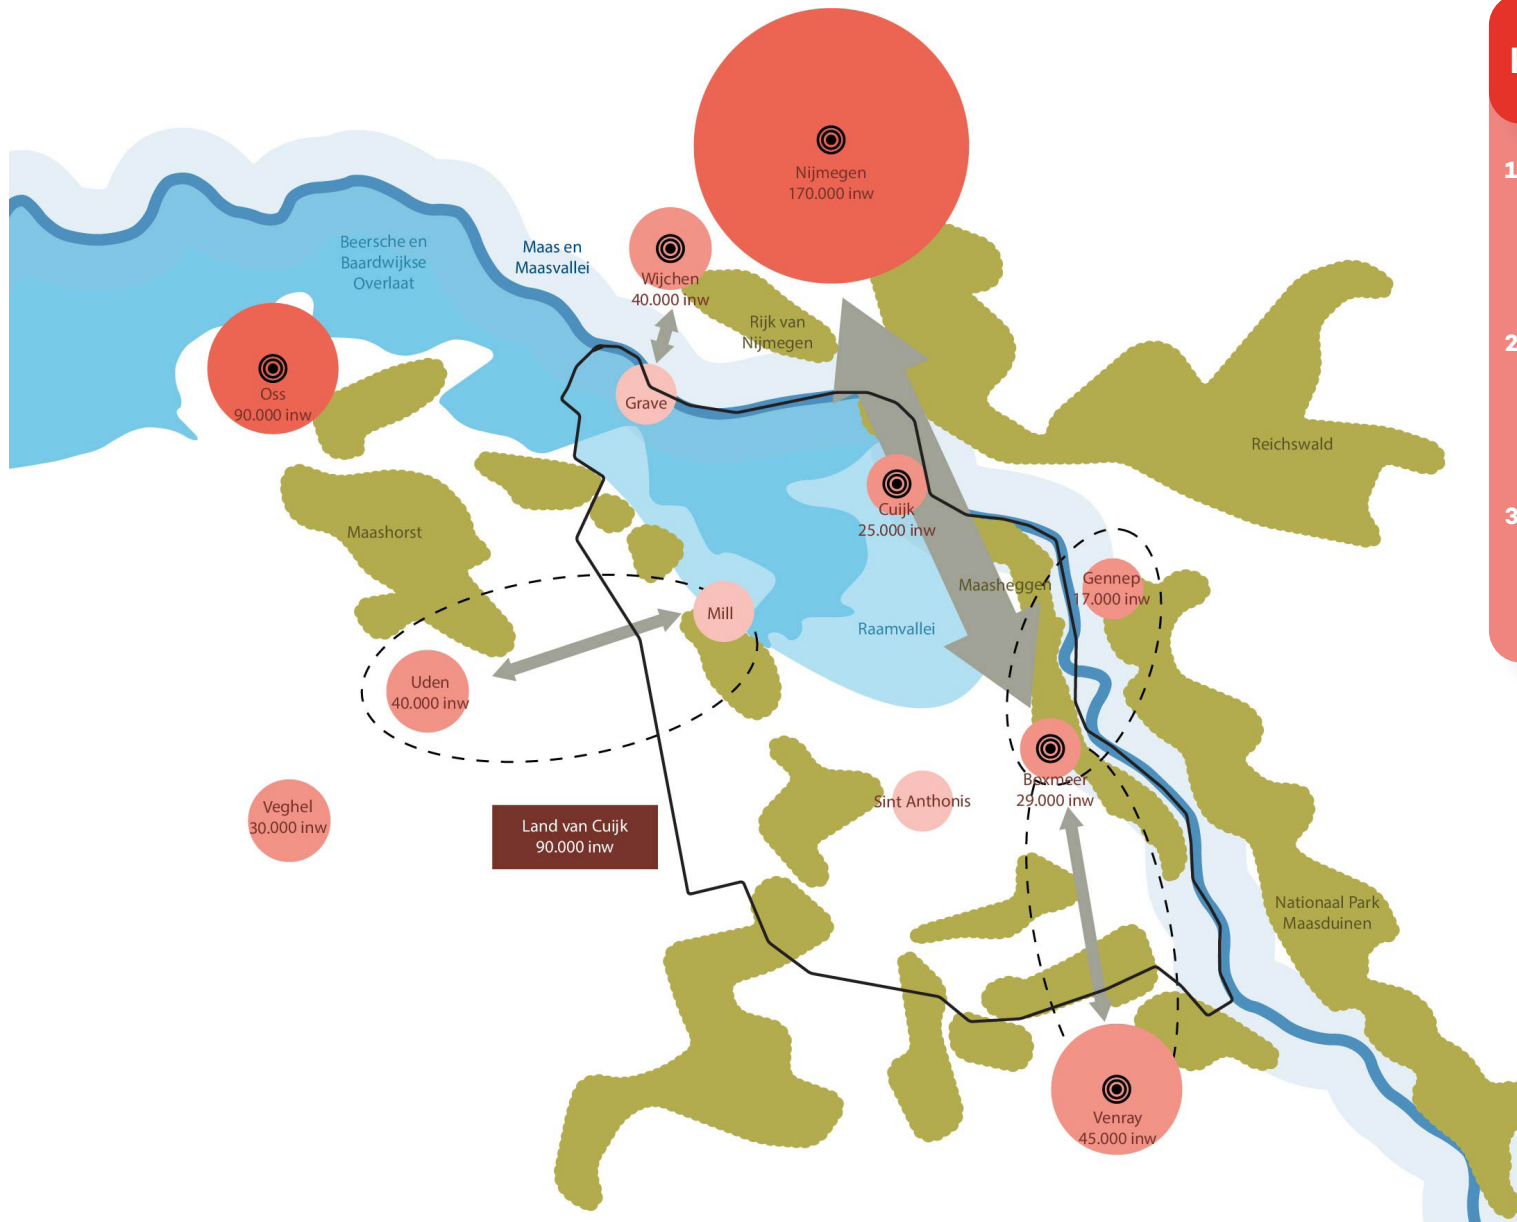 Nijmegen
170.000 inw
Beersche en
Baardwijkse
Overlaat
Maas en
Maasvallei
Wijchen
40.000 inw
Rijk van
Nijmegen
Oss
90.000 inw
Grave
Reichswald
Cuijk
25.000 inw
Maashorst
Maasheggen
Gennep
17.000 inw
Mill
Raamvallei
Uden
40.000 inw
Boxmeer
29.000 inw
Sint Anthonis
Veghel
30.000 inw
Land van Cuijk
90.000 inw
Nationaal Park
Maasduinen
Venray
45.000 inw
1
2
3